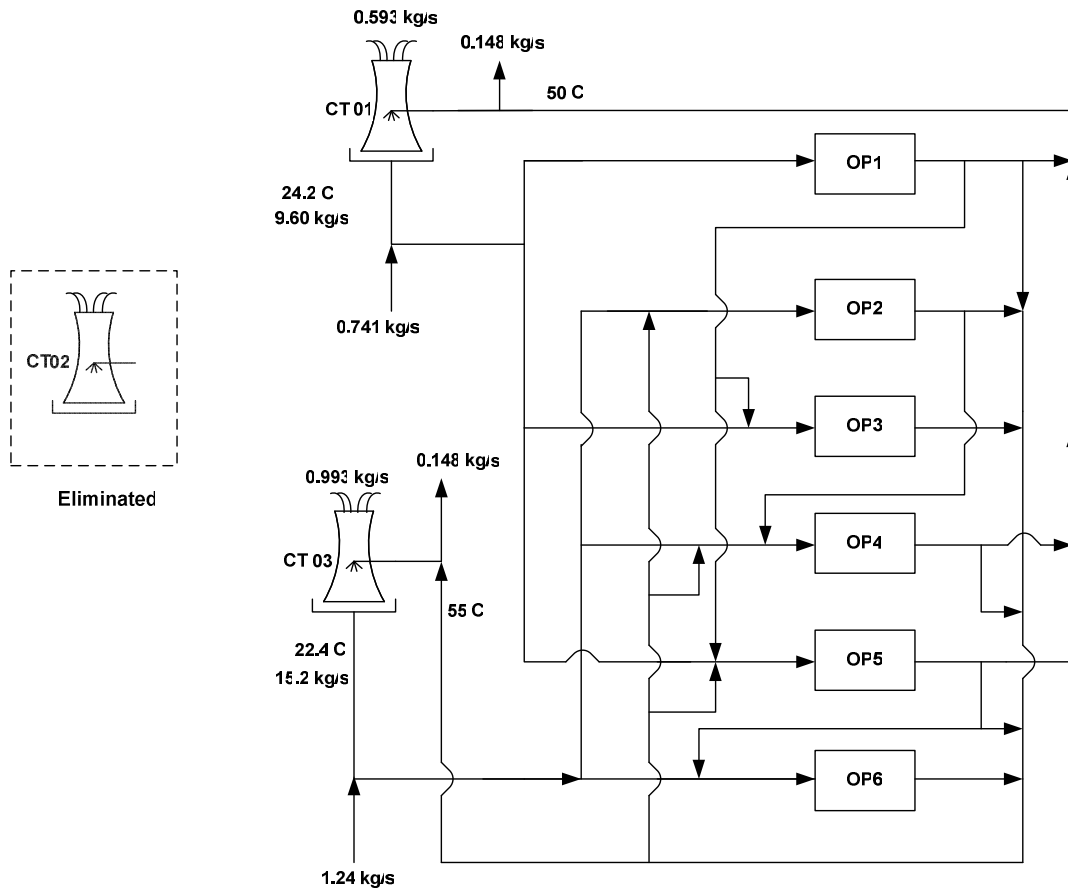 0.593 kg/s
0.148 kg/s
50 C
CT 01
OP1
24.2 C
9.60 kg/s
0.741 kg/s
OP2
CT02
OP3
Eliminated
0.148 kg/s
0.993 kg/s
OP4
CT 03
55 C
22.4 C
15.2 kg/s
OP5
OP6
1.24 kg/s